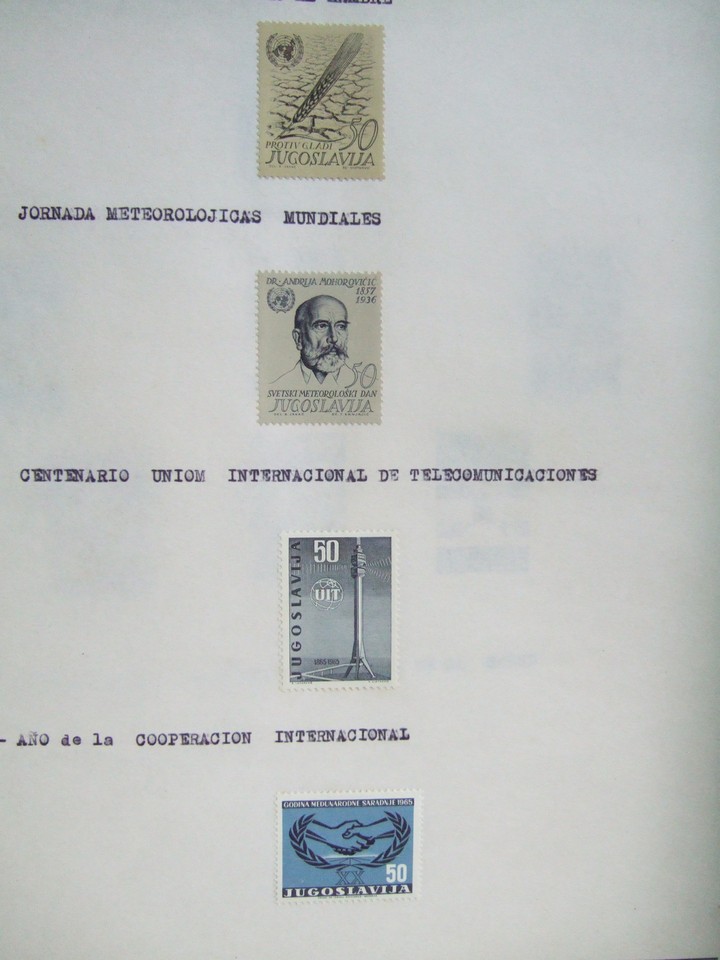 HAMBRE
50
PROTIV GLADI
JUGOSLAVIJA
JORNADA METEOROLOJICAS MUNDIALES
DR. ANDRIJA MOHOROVIČIĆ
1857
1936
50
SVETSKI METEOROLOŠKI DAN
JUGOSLAVIJA
CENTENARIO UNIOM INTERNACIONAL DE TELECOMUNICACIONES
50
JUGOSLAVIJA
UIT
1865 1965
- AÑO de la COOPERACION INTERNACIONAL
GODINA MEĐUNARODNE SARADNJE 1965
XX
50
JUGOSLAVIJA